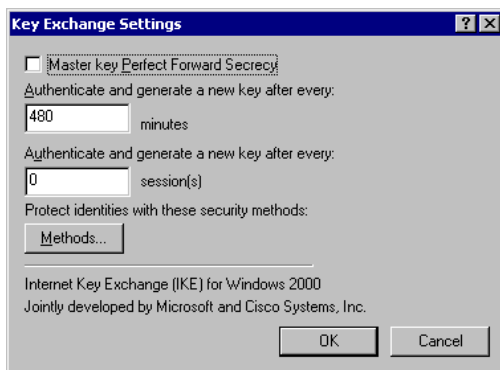 Key Exchange Settings
Master key Perfect Forward Secrecy
Authenticate and generate a new key after every:
480 minutes
Authenticate and generate a new key after every:
0 session(s)
Protect identities with these security methods:
Methods...
Internet Key Exchange (IKE) for Windows 2000
Jointly developed by Microsoft and Cisco Systems, Inc.
OK Cancel